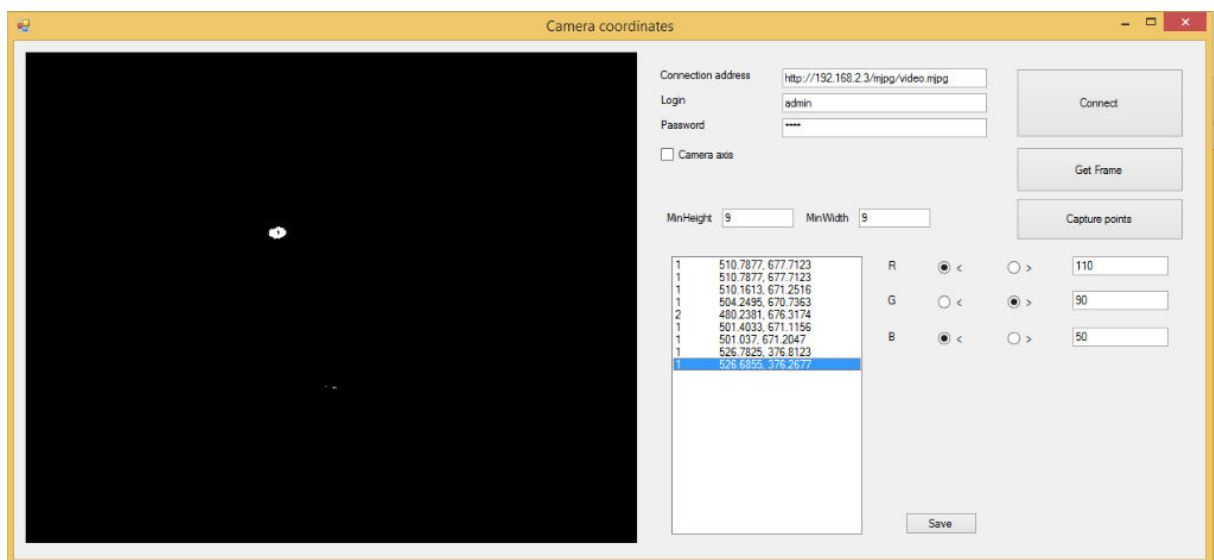 Camera coordinates
Connection address http://192.168.2.3/mjpg/video.mjpg
Connect
Login admin
Password ****
Camera axis
Get Frame
MinHeight 9 MinWidth 9
Capture points
1 510.7877, 677.7123
1 510.7877, 677.7123
1 510.1613, 671.2516
1 504.2495, 670.7363
2 480.2381, 676.3174
1 501.4033, 671.1156
1 501.037, 671.2047
1 526.7825, 376.8123
1 526.6855, 376.2677
R < > 110
G < > 90
B < > 50
Save